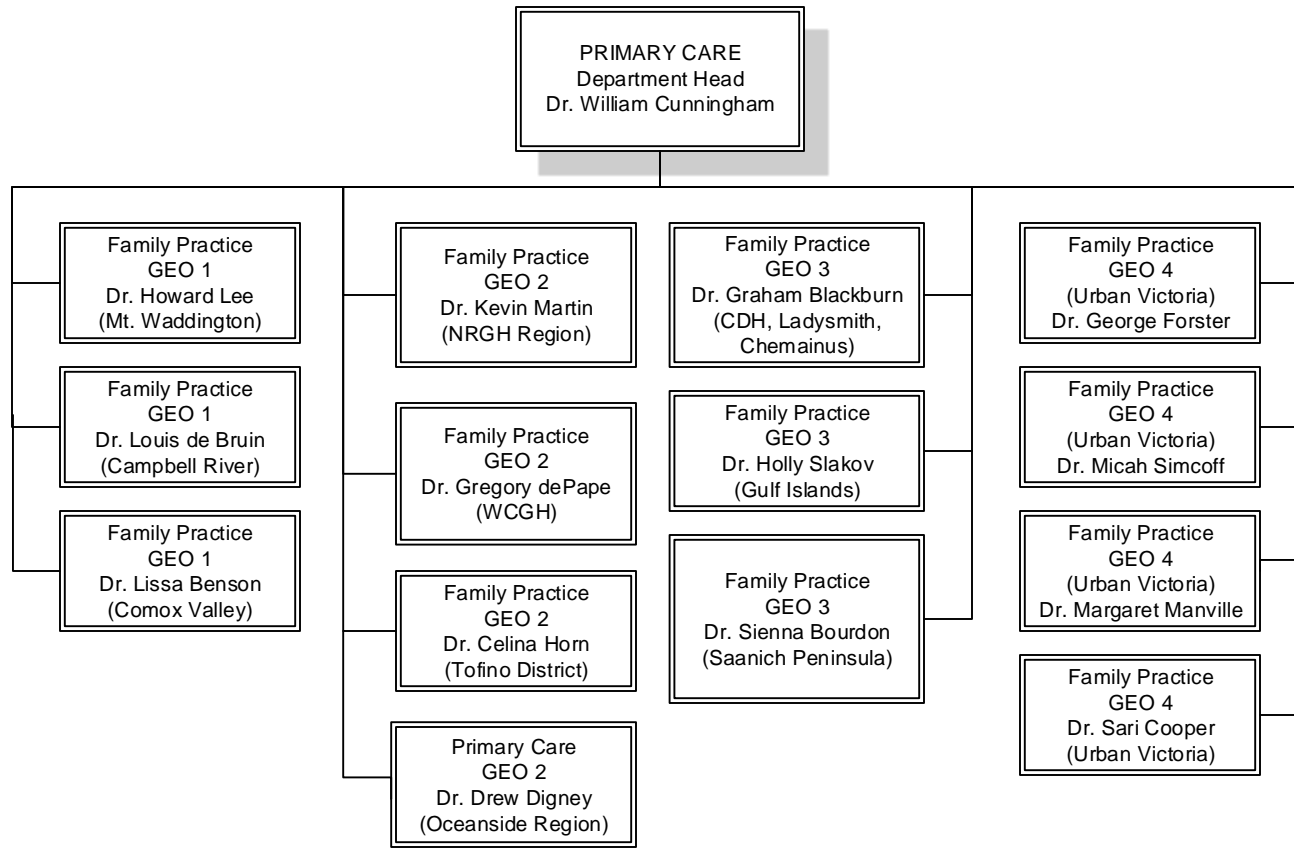 PRIMARY CARE
Department Head
Dr. William Cunningham
Family Practice
GEO 1
Dr. Howard Lee
(Mt. Waddington)
Family Practice
GEO 1
Dr. Louis de Bruin
(Campbell River)
Family Practice
GEO 1
Dr. Lissa Benson
(Comox Valley)
Family Practice
GEO 2
Dr. Kevin Martin
(NRGH Region)
Family Practice
GEO 2
Dr. Gregory dePape
(WCGH)
Family Practice
GEO 2
Dr. Celina Horn
(Tofino District)
Primary Care
GEO 2
Dr. Drew Digney
(Oceanside Region)
Family Practice
GEO 3
Dr. Graham Blackburn
(CDH, Ladysmith,
Chemainus)
Family Practice
GEO 3
Dr. Holly Slakov
(Gulf Islands)
Family Practice
GEO 3
Dr. Sienna Bourdon
(Saanich Peninsula)
Family Practice
GEO 4
(Urban Victoria)
Dr. George Forster
Family Practice
GEO 4
(Urban Victoria)
Dr. Micah Simcoff
Family Practice
GEO 4
(Urban Victoria)
Dr. Margaret Manville
Family Practice
GEO 4
Dr. Sari Cooper
(Urban Victoria)